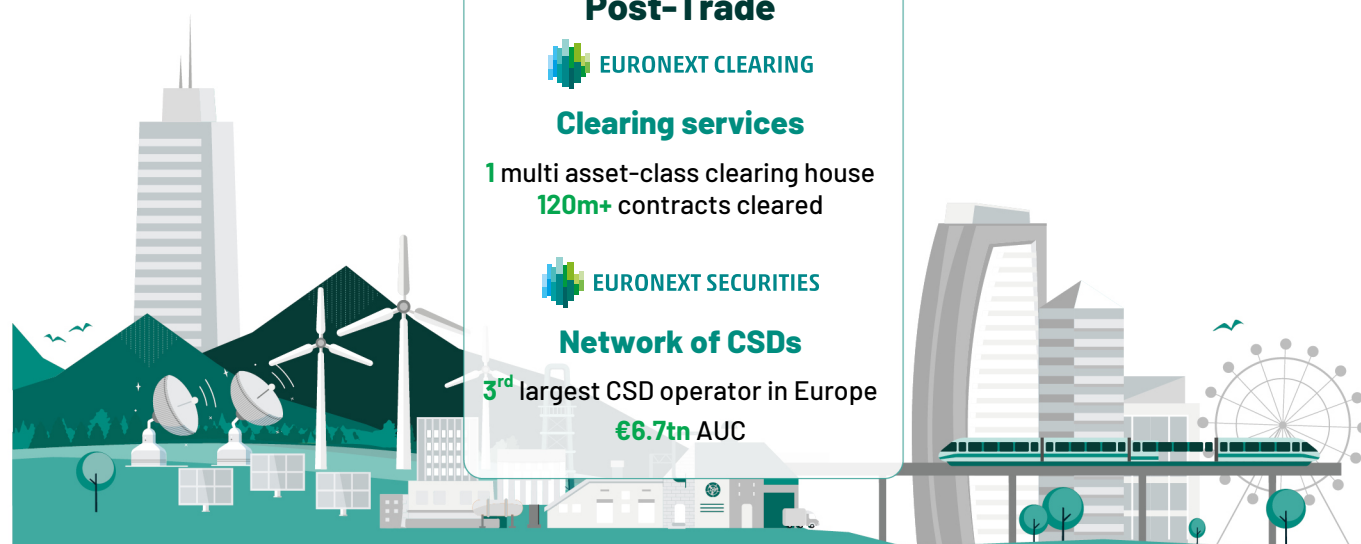 Post-Trade
EURONEXT CLEARING
Clearing services
1 multi asset-class clearing house
120m+ contracts cleared
EURONEXT SECURITIES
Network of CSDs
3rd largest CSD operator in Europe
€6.7tn AUC